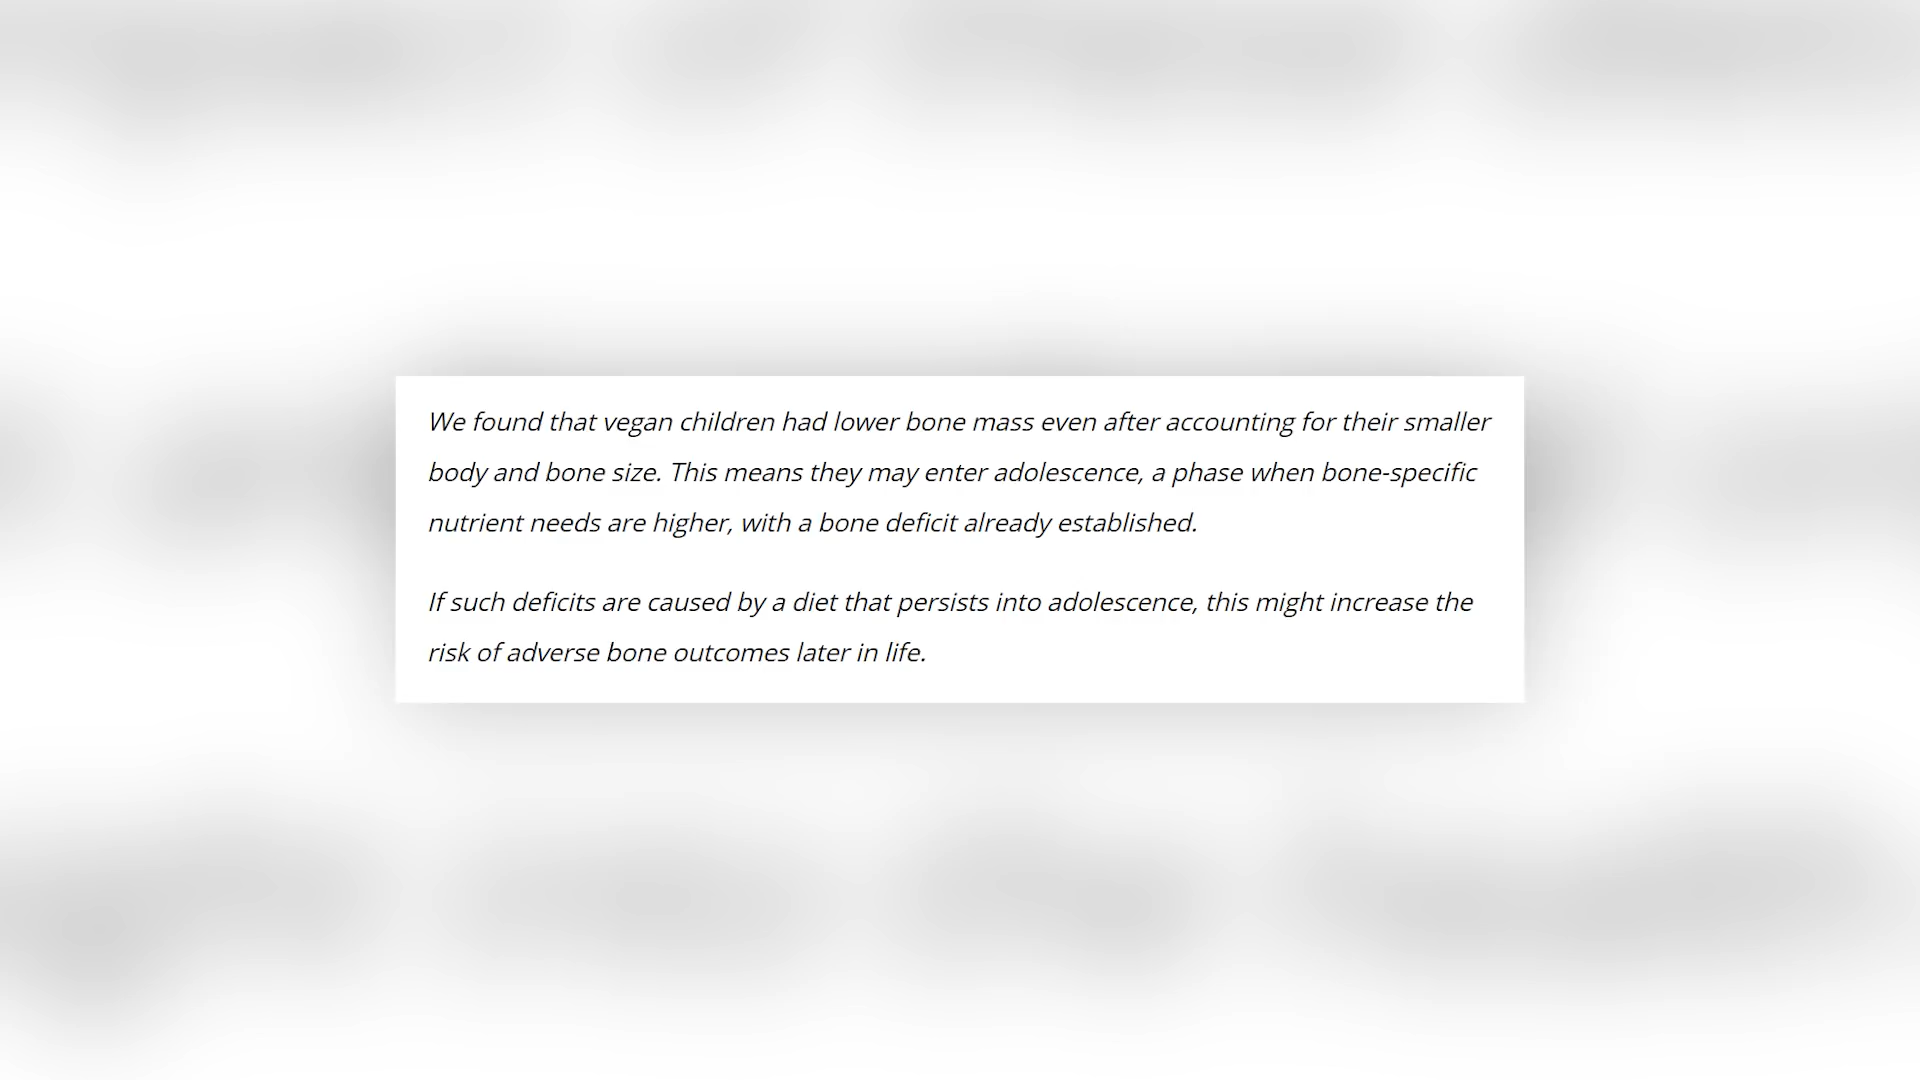 We found that vegan children had lower bone mass even after accounting for their smaller
body and bone size. This means they may enter adolescence, a phase when bone-specific
nutrient needs are higher, with a bone deficit already established.
If such deficits are caused by a diet that persists into adolescence, this might increase the
risk of adverse bone outcomes later in life.